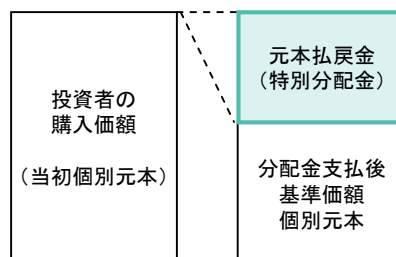 投資者の
購入価額
(当初個別元本)
元本払戻金
(特別分配金)
分配金支払後
基準価額
個別元本